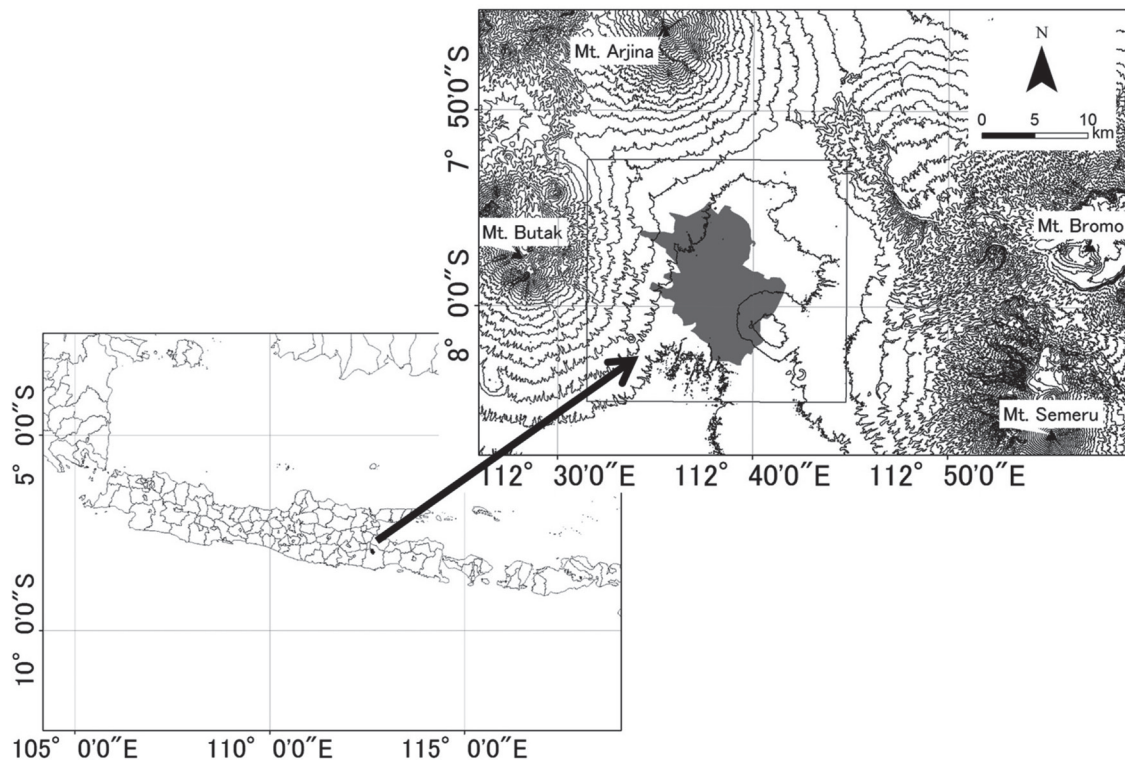 Mt. Arjina
N
0 5 10
km
7° 50'0"S
Mt. Butak
Mt. Bromo
8° 0'0"S
Mt. Semeru
112° 30'0"E 112° 40'0"E 112° 50'0"E
5° 0'0"S
10° 0'0"S
105° 0'0"E 110° 0'0"E 115° 0'0"E